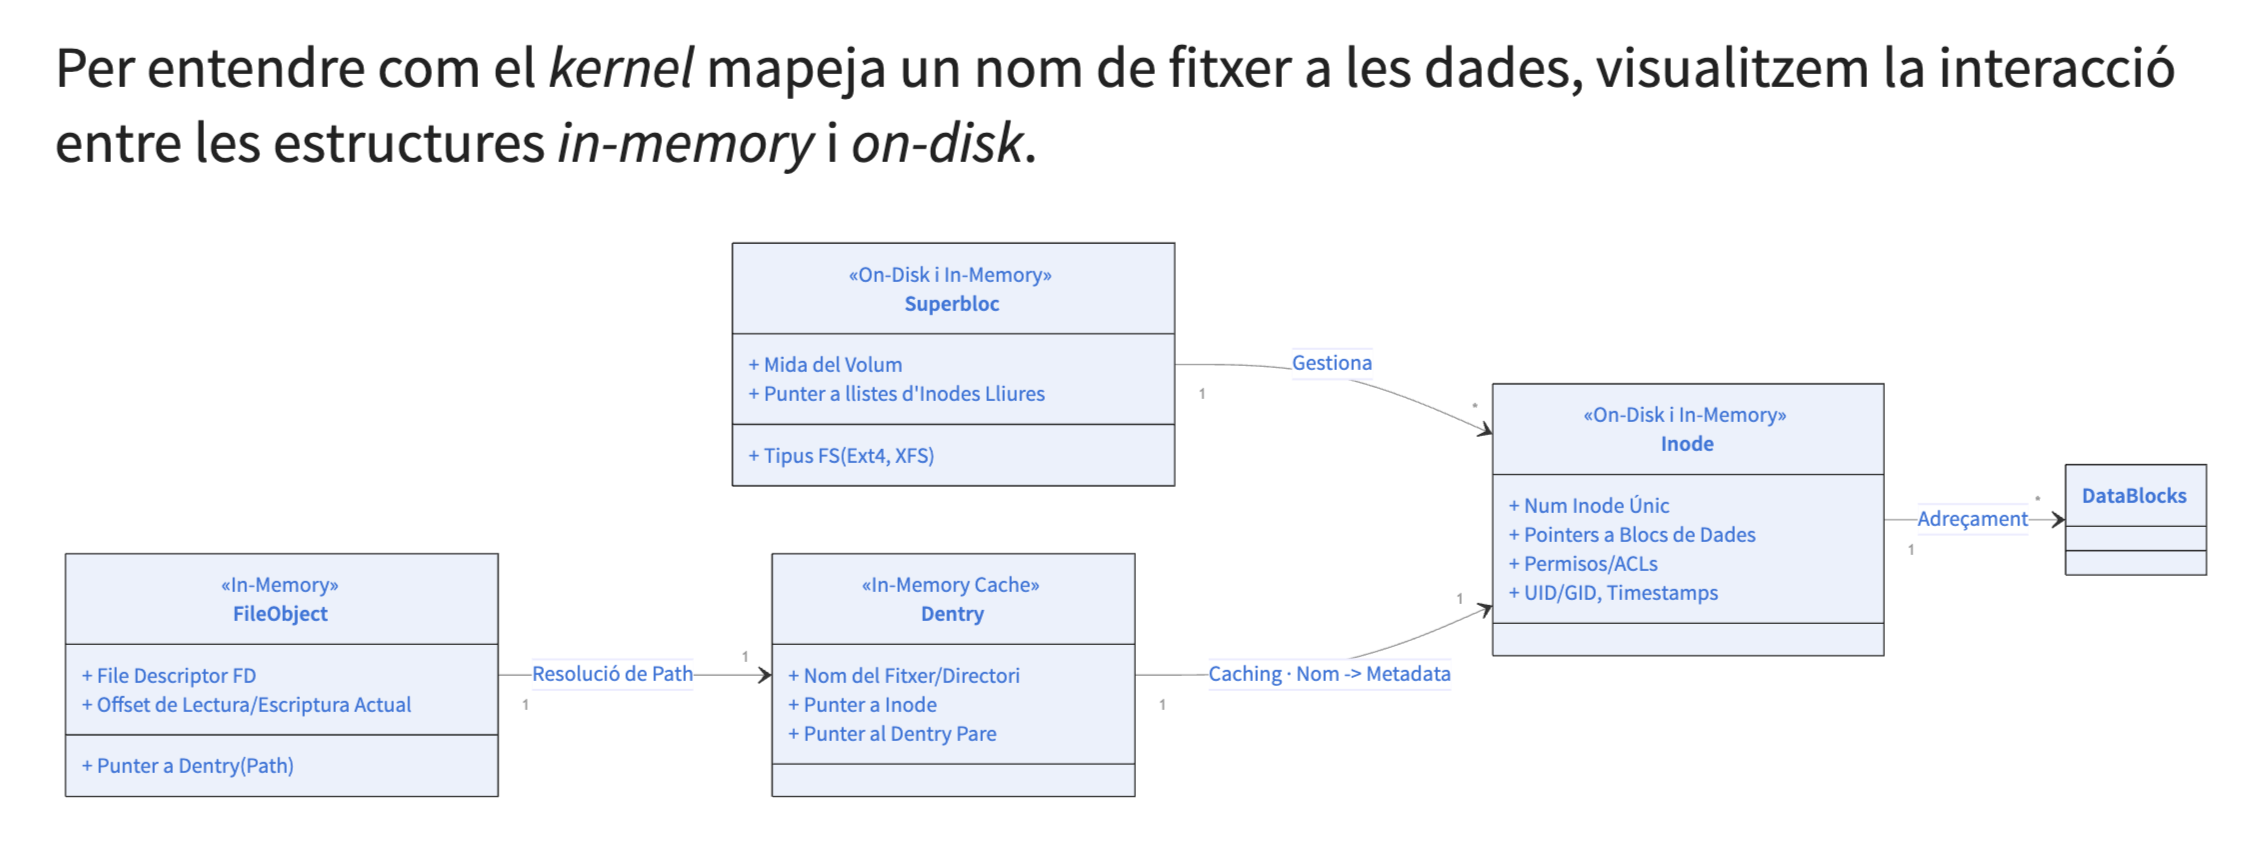 Per entendre com el kernel mapeja un nom de fitxer a les dades, visualitzem la interacció
entre les estructures in-memory i on-disk.
«On-Disk i In-Memory»
Superbloc
+ Mida del Volum
+ Punter a llistes d'Inodes Lliures
+ Tipus FS(Ext4, XFS)
1
Gestiona
*
«On-Disk i In-Memory»
Inode
+ Num Inode Únic
+ Pointers a Blocs de Dades
+ Permisos/ACLs
+ UID/GID, Timestamps
1
Adreçament
*
DataBlocks
«In-Memory»
FileObject
+ File Descriptor FD
+ Offset de Lectura/Escriptura Actual
+ Punter a Dentry(Path)
1
Resolució de Path
1
«In-Memory Cache»
Dentry
+ Nom del Fitxer/Directori
+ Punter a Inode
+ Punter al Dentry Pare
1
Caching · Nom -> Metadata
1